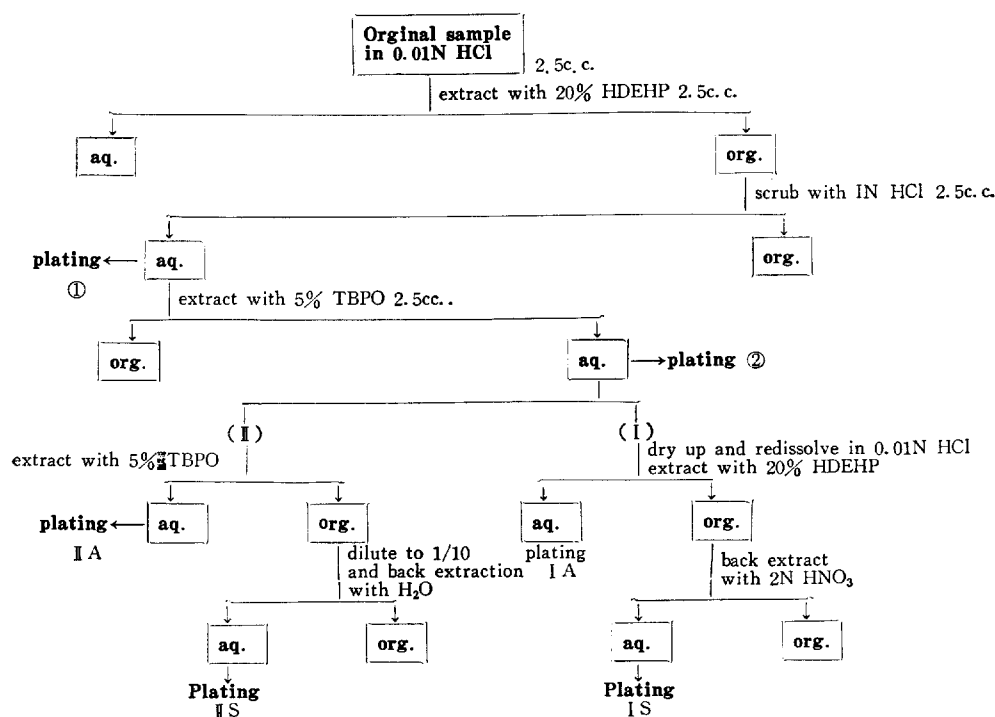 Orginal sample
in 0.01N HCl
2.5c.c.
extract with 20% HDEHP 2.5c.c.
aq.
org.
scrub with IN HCl 2.5c.c.
plating
①
aq.
org.
extract with 5% TBPO 2.5cc..
org.
aq.
plating ②
(Ⅱ)
(Ⅰ)
extract with 5% TBPO
dry up and redissolve in 0.01N HCl
extract with 20% HDEHP
plating
ⅡA
aq.
org.
aq.
plating
ⅠA
org.
dilute to 1/10
and back extraction
with H₂O
back extract
with 2N HNO₃
aq.
org.
aq.
org.
Plating
ⅡS
Plating
ⅠS